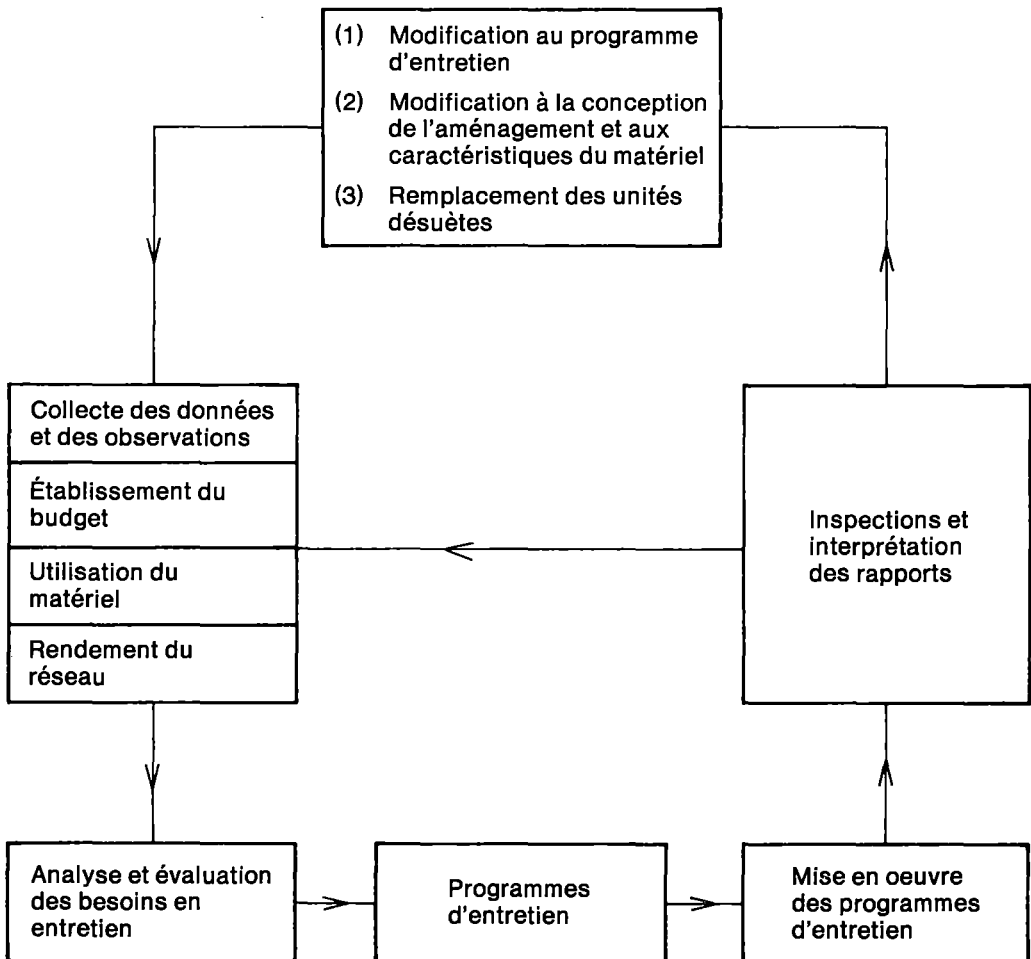 (1) Modification au programme
d'entretien
(2) Modification à la conception
de l'aménagement et aux
caractéristiques du matériel
(3) Remplacement des unités
désuètes
Collecte des données
et des observations
Établissement du
budget
Utilisation du
matériel
Rendement du
réseau
Inspections et
interprétation
des rapports
Analyse et évaluation
des besoins en
entretien
Programmes
d'entretien
Mise en oeuvre
des programmes
d'entretien